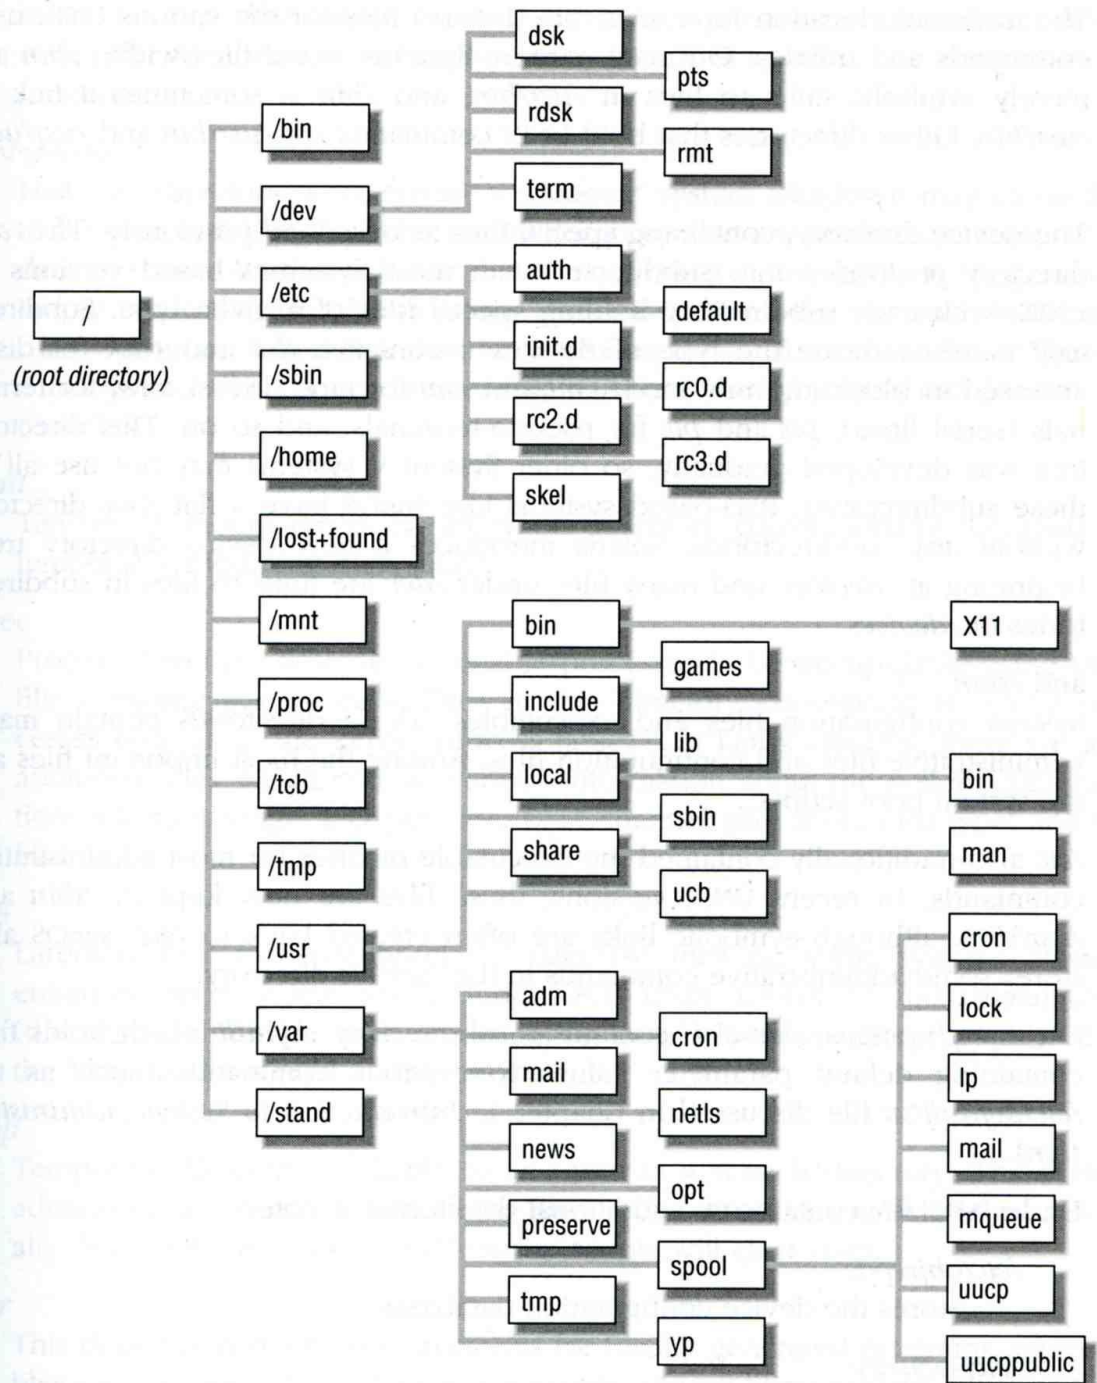 /
(root directory)
/bin
/dev
/etc
/sbin
/home
/lost+found
/mnt
/proc
/tcb
/tmp
/usr
/var
/stand
dsk
pts
rdsk
rmt
term
auth
default
init.d
rc0.d
rc2.d
rc3.d
skel
bin
X11
games
include
lib
local
bin
sbin
share
man
ucb
adm
cron
mail
netls
news
opt
preserve
spool
tmp
yp
cron
lock
lp
mail
mqueue
uucp
uucppublic